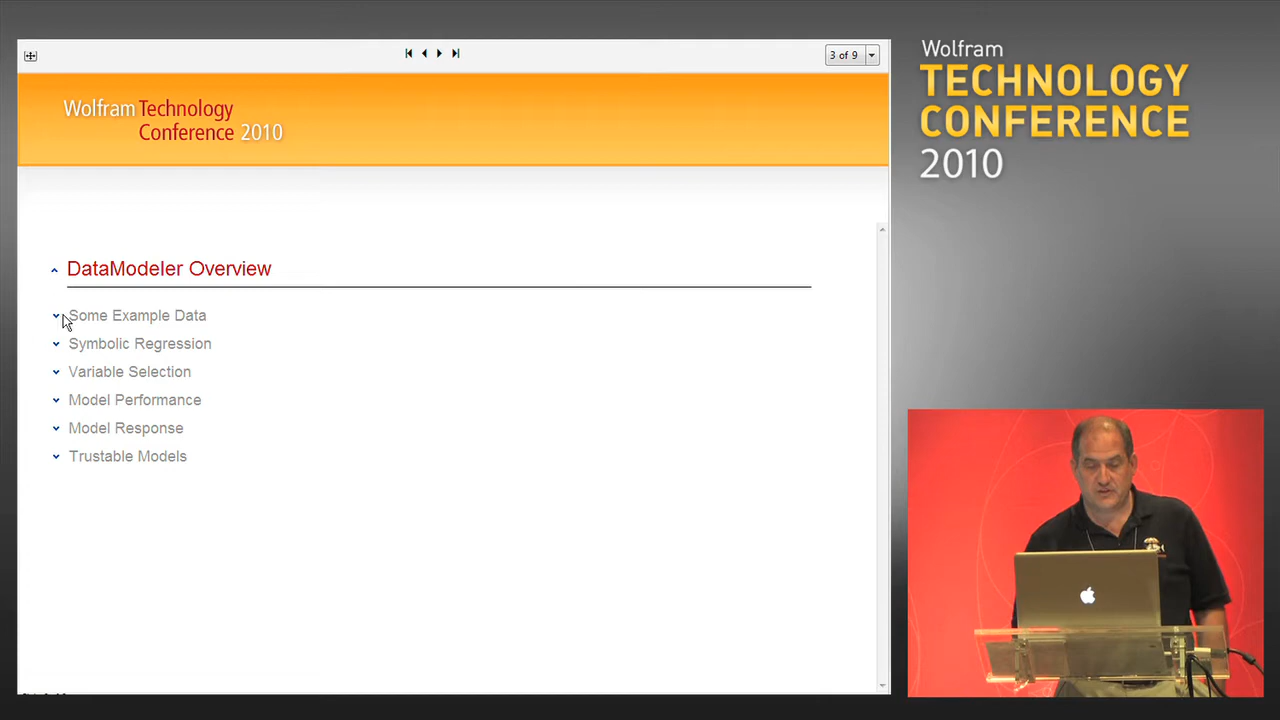 3 of 9
Wolfram Technology
Conference 2010
DataModeler Overview
Some Example Data
Symbolic Regression
Variable Selection
Model Performance
Model Response
Trustable Models
Wolfram
TECHNOLOGY
CONFERENCE
2010